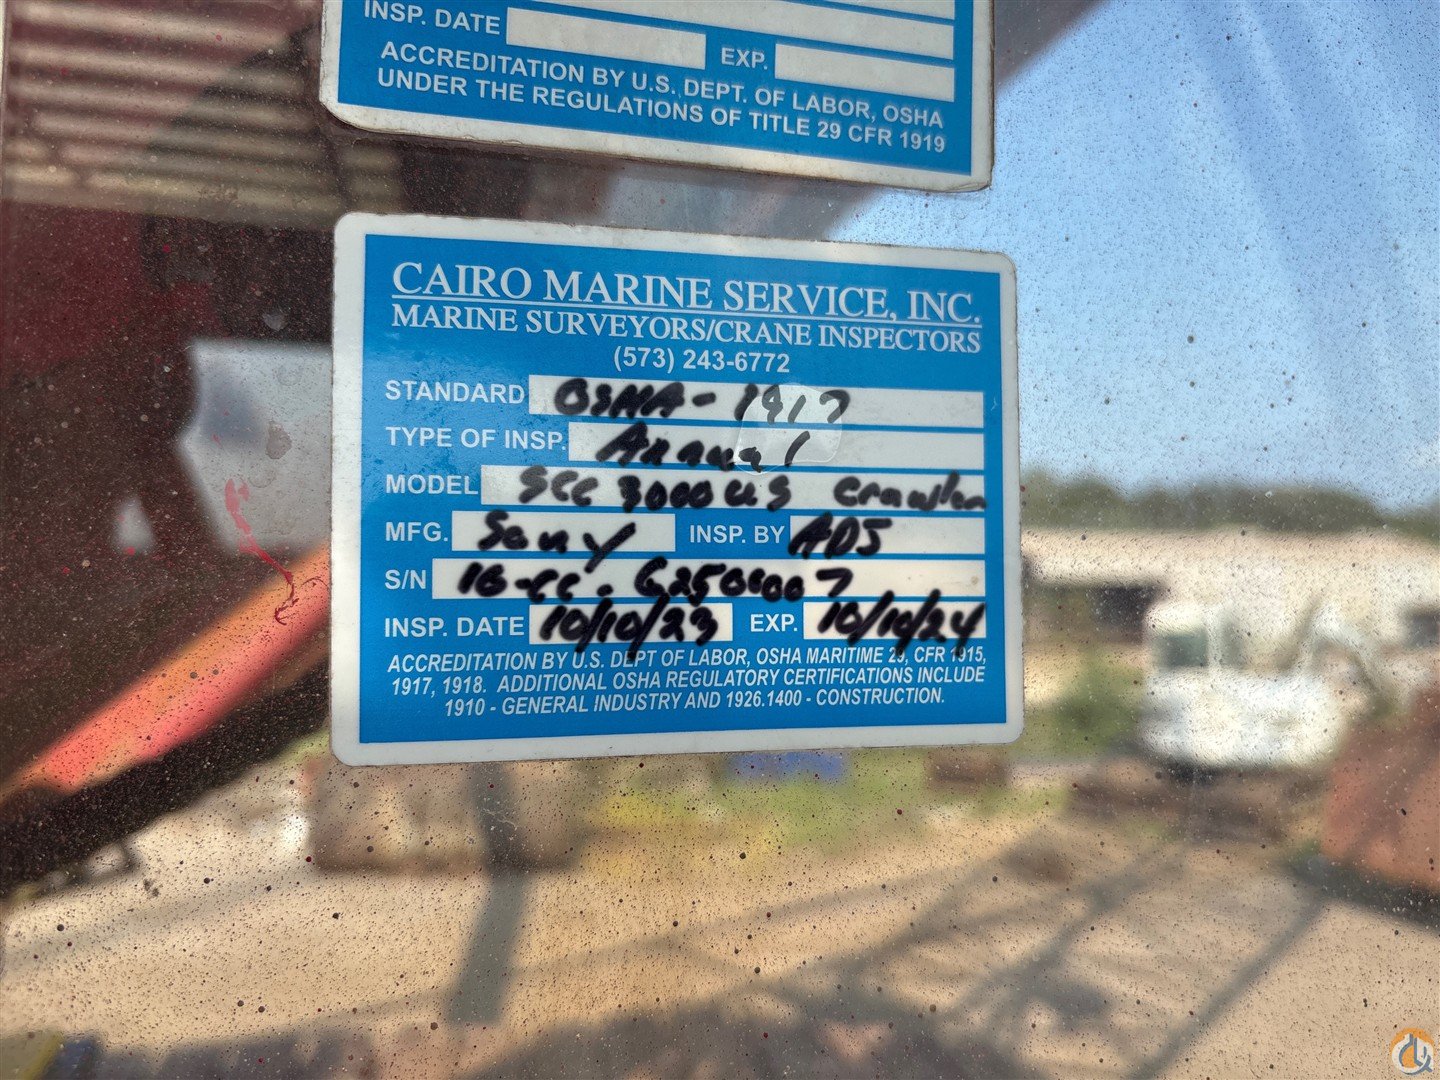 INSP. DATE EXP.
ACCREDITATION BY U.S. DEPT. OF LABOR, OSHA
UNDER THE REGULATIONS OF TITLE 29 CFR 1919
CAIRO MARINE SERVICE, INC.
MARINE SURVEYORS/CRANE INSPECTORS
(573) 243-6772
STANDARD OSHA-1917
TYPE OF INSP. Annual
MODEL SCC 3000 US Crawler
MFG. Sany INSP. BY ADS
S/N
INSP. DATE 10/10/23 EXP. 10/10/24
ACCREDITATION BY U.S. DEPT OF LABOR, OSHA MARITIME 29, CFR 1915,
1917, 1918. ADDITIONAL OSHA REGULATORY CERTIFICATIONS INCLUDE
1910 - GENERAL INDUSTRY AND 1926.1400 - CONSTRUCTION.